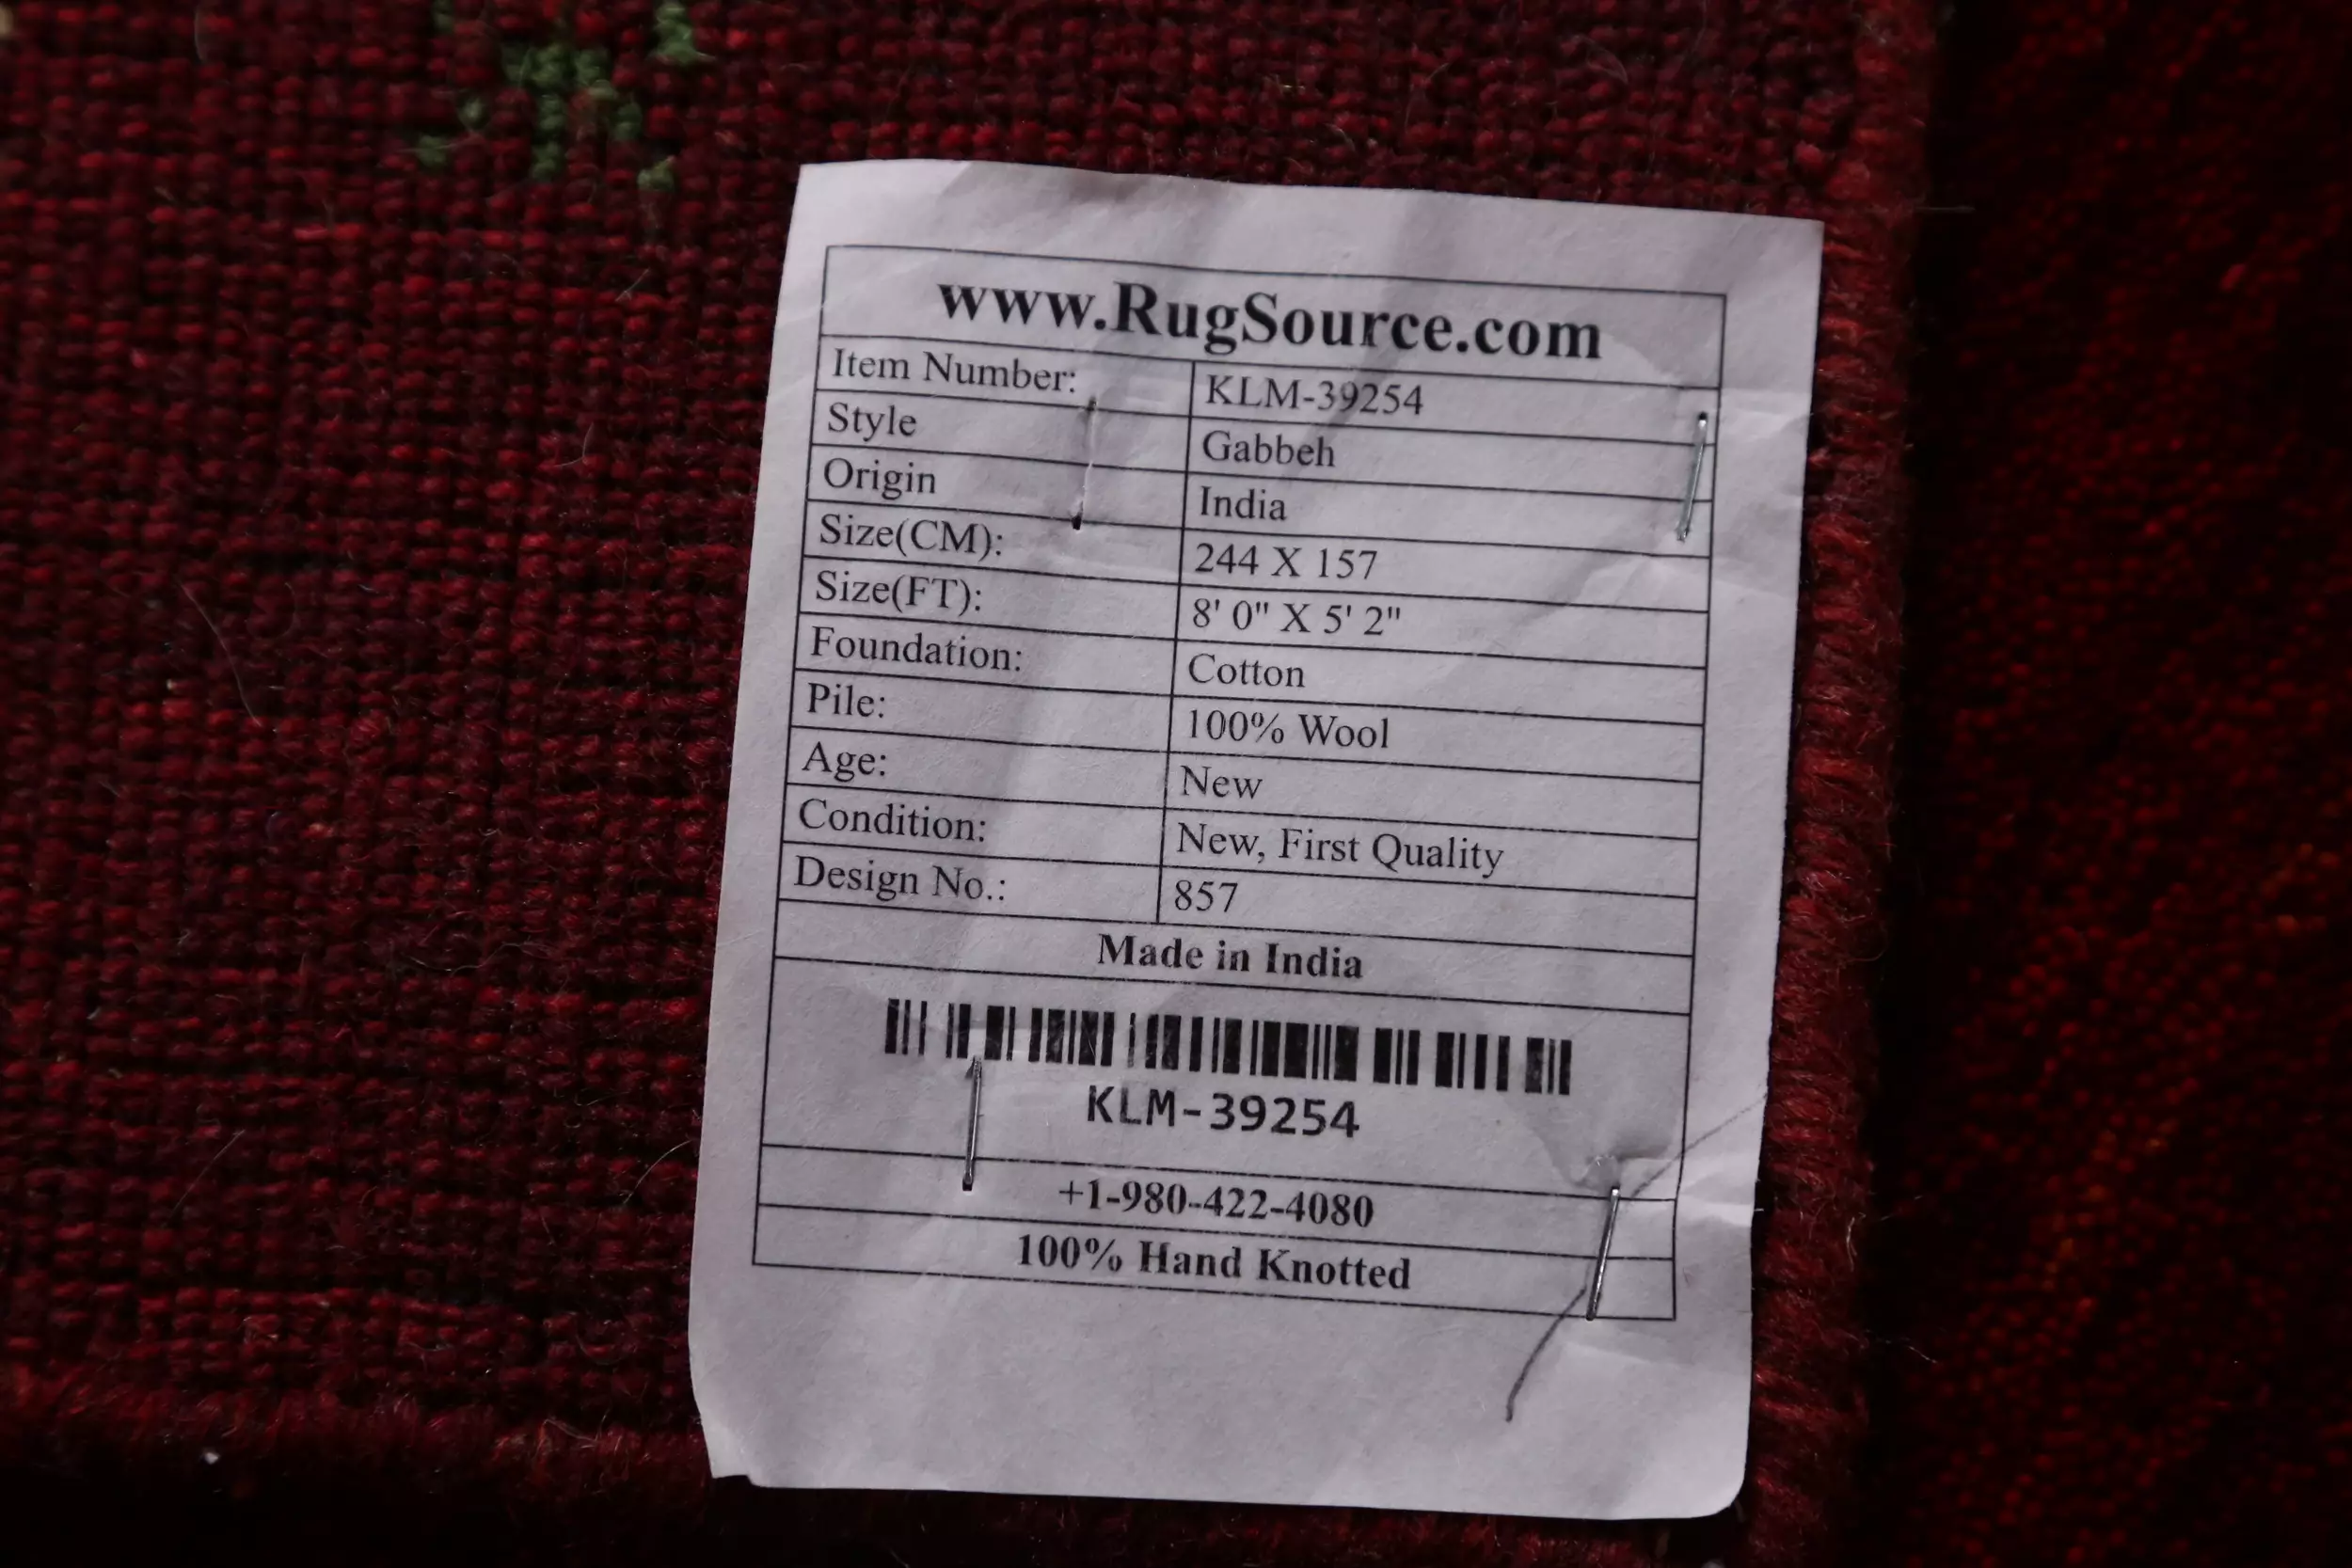 www.RugSource.com
Item Number: KLM-39254
Style Gabbeh
Origin India
Size(CM): 244 X 157
Size(FT): 8' 0" X 5' 2"
Foundation: Cotton
Pile: 100% Wool
Age: New
Condition: New, First Quality
Design No.: 857
Made in India
KLM-39254
+1-980-422-4080
100% Hand Knotted